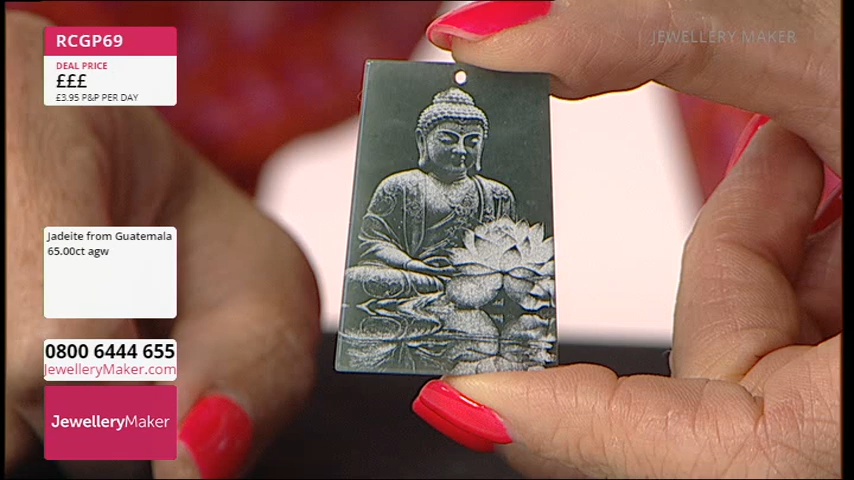 RCGP69
DEAL PRICE
£££
£3.95 P&P PER DAY
JEWELLERY MAKER
Jadeite from Guatemala
65.00ct agw
0800 6444 655
JewelleryMaker.com
JewelleryMaker